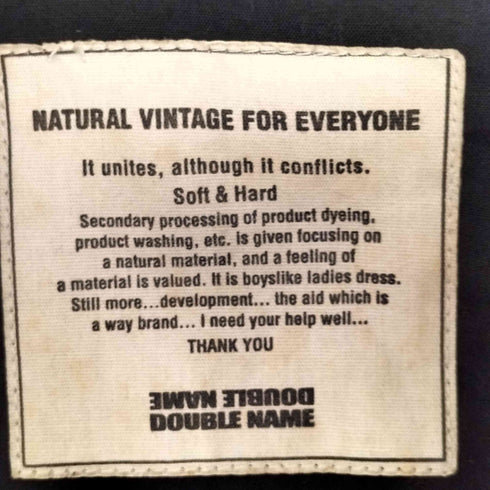 NATURAL VINTAGE FOR EVERYONE
It unites, although it conflicts.
Soft & Hard
Secondary processing of product dyeing,
product washing, etc. is given focusing on
a natural material, and a feeling of
a material is valued. It is boyslike ladies dress.
Still more...development... the aid which is
a way brand... I need your help well...
THANK YOU
DOUBLE NAME
DOUBLE NAME